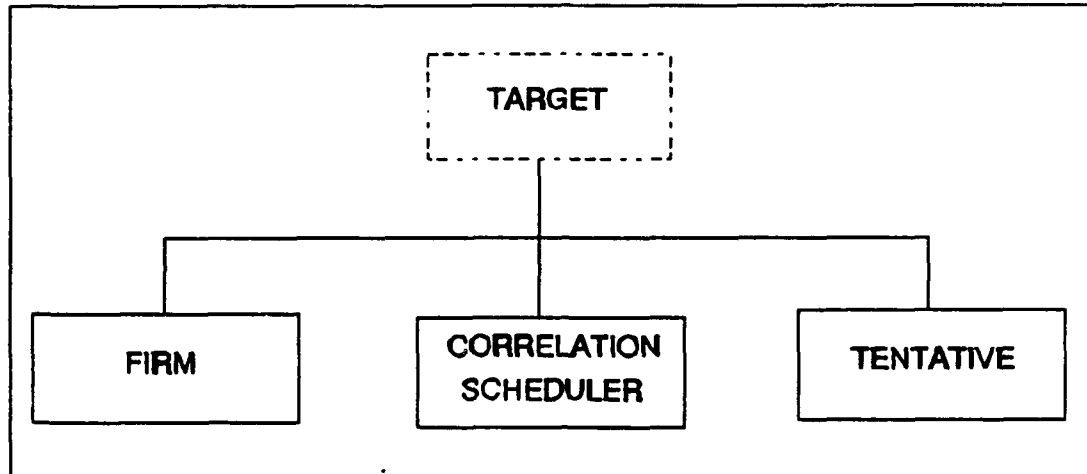 TARGET
FIRM
CORRELATION
SCHEDULER
TENTATIVE